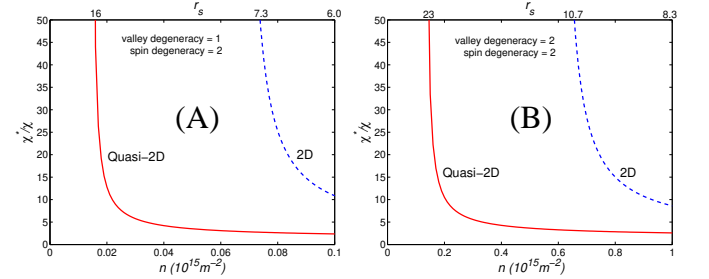 r_s
16 7.3 6.0
50
45
40
35
30
25
20
15
10
5
0
χ*/χ
valley degeneracy = 1
spin degeneracy = 2
(A)
Quasi−2D
2D
0 0.02 0.04 0.06 0.08 0.1
n (10^15 m^−2)
r_s
23 10.7 8.3
50
45
40
35
30
25
20
15
10
5
0
χ*/χ
valley degeneracy = 2
spin degeneracy = 2
(B)
Quasi−2D
2D
0 0.2 0.4 0.6 0.8 1
n (10^15 m^−2)